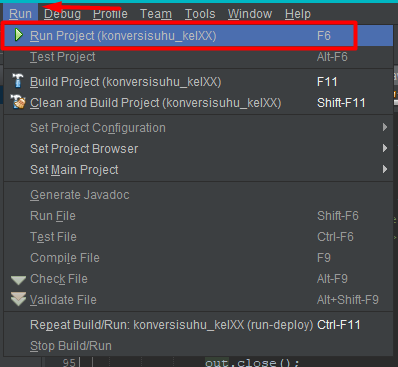 Run Debug Profile Team Tools Window Help
Run Project (konversisuhu_kelXX) F6
Test Project Alt-F6
Build Project (konversisuhu_kelXX) F11
Clean and Build Project (konversisuhu_kelXX) Shift-F11
Set Project Configuration
Set Project Browser
Set Main Project
Generate Javadoc
Run File Shift-F6
Test File Ctrl-F6
Compile File F9
Check File Alt-F9
Validate File Alt+Shift-F9
Repeat Build/Run: konversisuhu_kelXX (run-deploy) Ctrl-F11
Stop Build/Run
95 out.close();